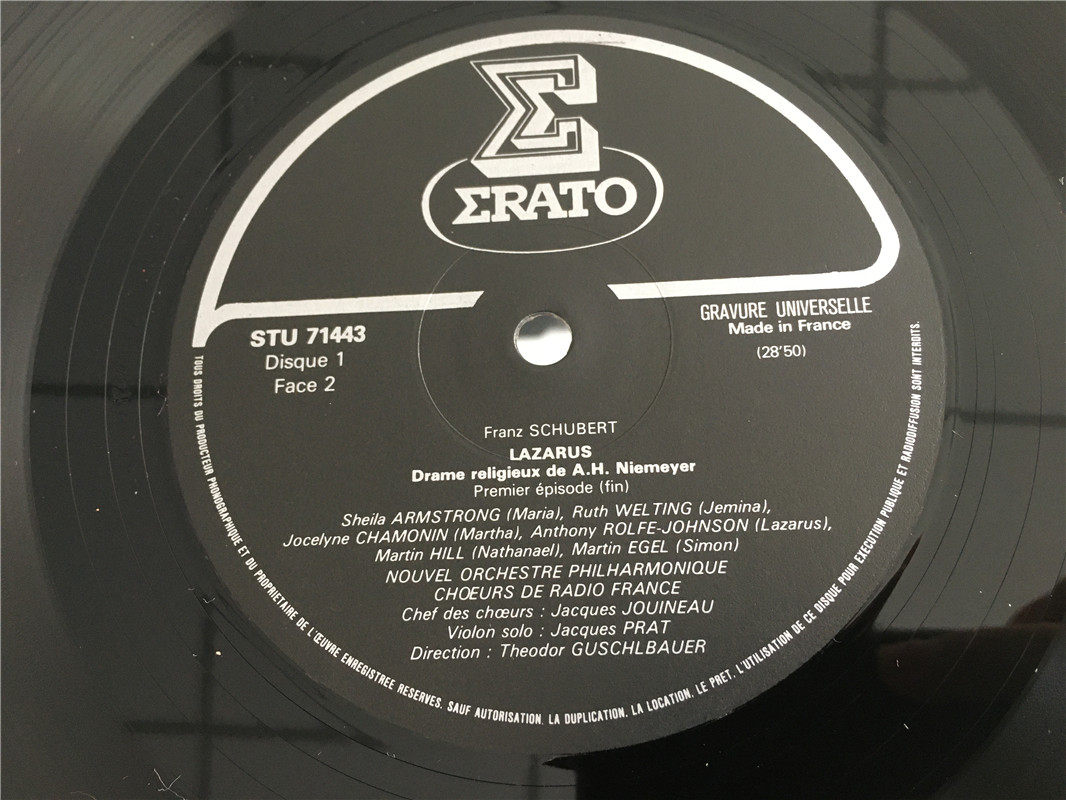 ΣRATO
STU 71443
Disque 1
Face 2
GRAVURE UNIVERSELLE
Made in France
(28'50)
Franz SCHUBERT
LAZARUS
Drame religieux de A.H. Niemeyer
Premier épisode (fin)
Sheila ARMSTRONG (Maria), Ruth WELTING (Jemina),
Jocelyne CHAMONIN (Martha), Anthony ROLFE-JOHNSON (Lazarus),
Martin HILL (Nathanael), Martin EGEL (Simon)
NOUVEL ORCHESTRE PHILHARMONIQUE
CHŒURS DE RADIO FRANCE
Chef des chœurs : Jacques JOUINEAU
Violon solo : Jacques PRAT
Direction : Theodor GUSCHLBAUER
TOUS DROITS DU PRODUCTEUR PHONOGRAPHIQUE ET DU PROPRIETAIRE DE L'ŒUVRE ENREGISTREE RESERVES. SAUF AUTORISATION. LA DUPLICATION. LA LOCATION. LE PRET. L'UTILISATION DE CE DISQUE POUR EXECUTION PUBLIQUE ET RADIODIFFUSION SONT INTERDITS.